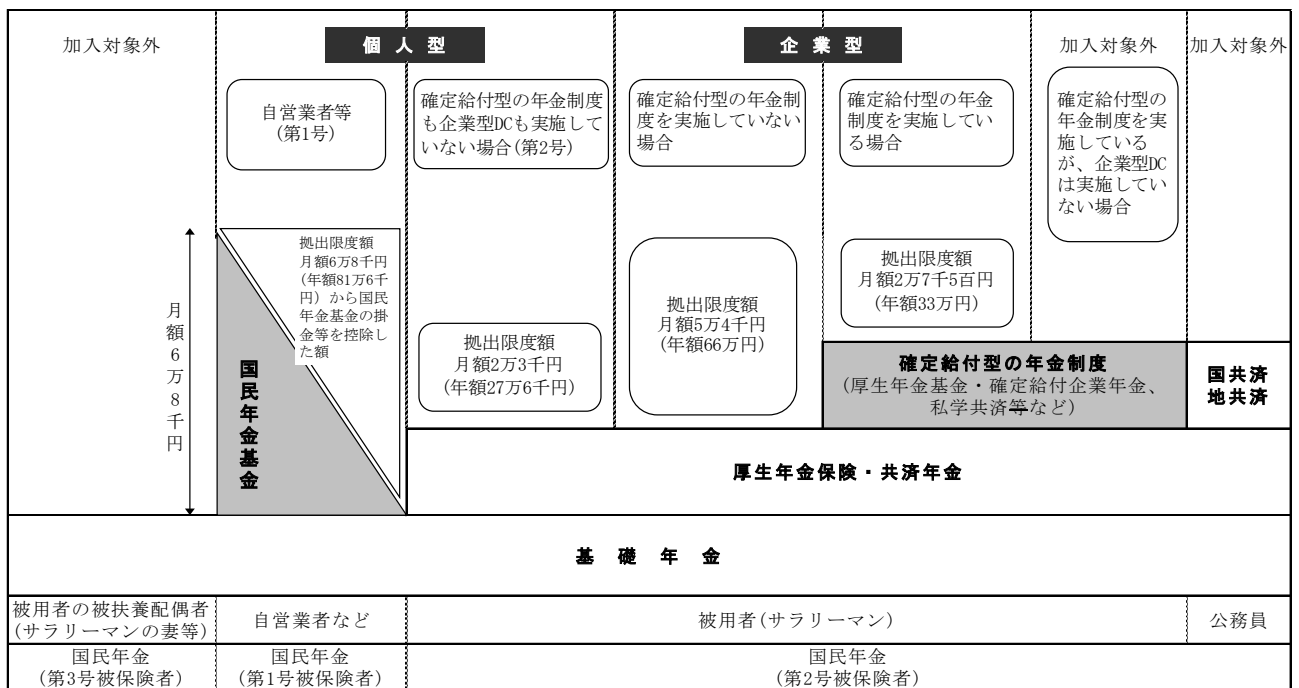 加入対象外
個人型
企業型
加入対象外
加入対象外
自営業者等
(第1号)
確定給付型の年金制度
も企業型DCも実施して
いない場合(第2号)
確定給付型の年金制
度を実施していない
場合
確定給付型の年金
制度を実施してい
る場合
確定給付型の
年金制度を実
施している
が、企業型DC
は実施してい
ない場合
月額6万8千円
国民年金基金
拠出限度額
月額6万8千円
(年額81万6千
円）から国民
年金基金の掛
金等を控除し
た額
拠出限度額
月額2万3千円
(年額27万6千円)
拠出限度額
月額5万4千円
(年額66万円)
拠出限度額
月額2万7千5百円
(年額33万円)
確定給付型の年金制度
(厚生年金基金・確定給付企業年金、
私学共済等など)
国共済
地共済
厚生年金保険・共済年金
基礎年金
被用者の被扶養配偶者
(サラリーマンの妻等)
自営業者など
被用者(サラリーマン)
公務員
国民年金
(第3号被保険者)
国民年金
(第1号被保険者)
国民年金
(第2号被保険者)